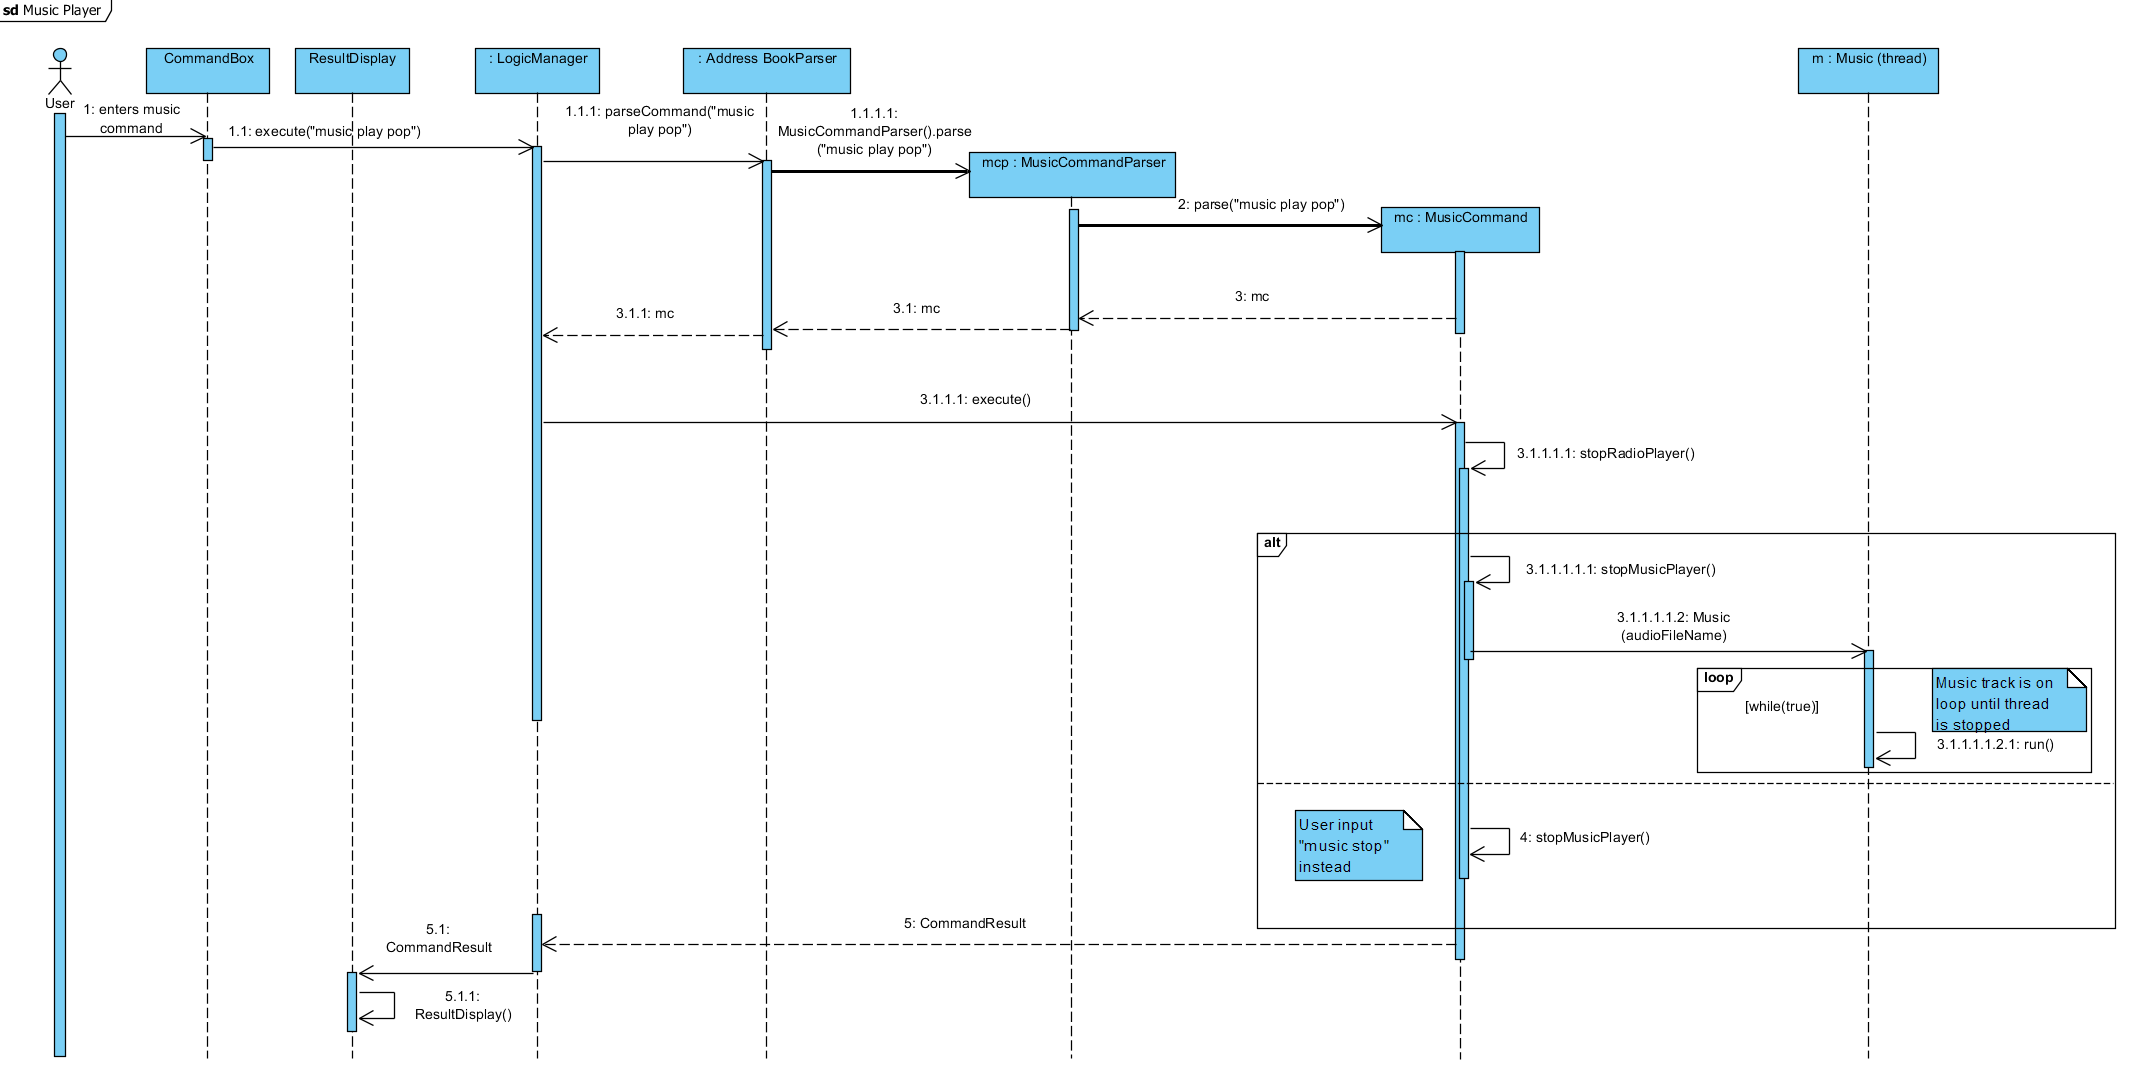 sd Music Player
User
CommandBox
ResultDisplay
: LogicManager
: Address BookParser
m : Music (thread)
1: enters music
command
1.1: execute("music play pop")
1.1.1: parseCommand("music
play pop")
1.1.1.1:
MusicCommandParser().parse
("music play pop")
mcp : MusicCommandParser
2: parse("music play pop")
mc : MusicCommand
3: mc
3.1: mc
3.1.1: mc
3.1.1.1: execute()
3.1.1.1.1: stopRadioPlayer()
alt
3.1.1.1.1.1: stopMusicPlayer()
3.1.1.1.1.2: Music
(audioFileName)
loop
[while(true)]
Music track is on
loop until thread
is stopped
3.1.1.1.1.2.1: run()
User input
"music stop"
instead
4: stopMusicPlayer()
5: CommandResult
5.1:
CommandResult
5.1.1:
ResultDisplay()